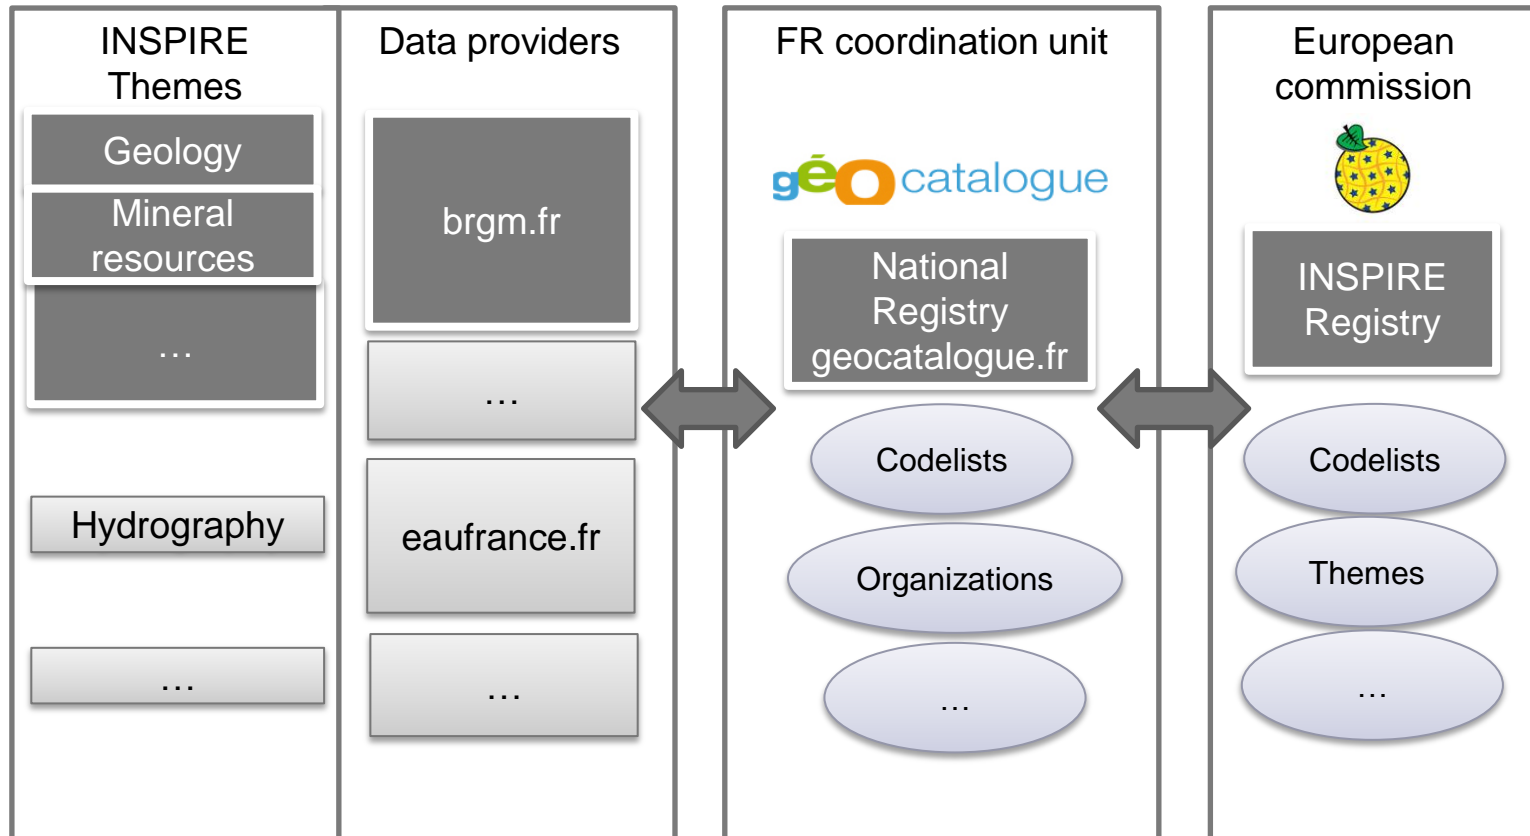 INSPIRE
Themes
Geology
Mineral
resources
...
Hydrography
...
Data providers
brgm.fr
...
eaufrance.fr
...
FR coordination unit
géocatalogue
National
Registry
geocatalogue.fr
Codelists
Organizations
...
European
commission
INSPIRE
Registry
Codelists
Themes
...